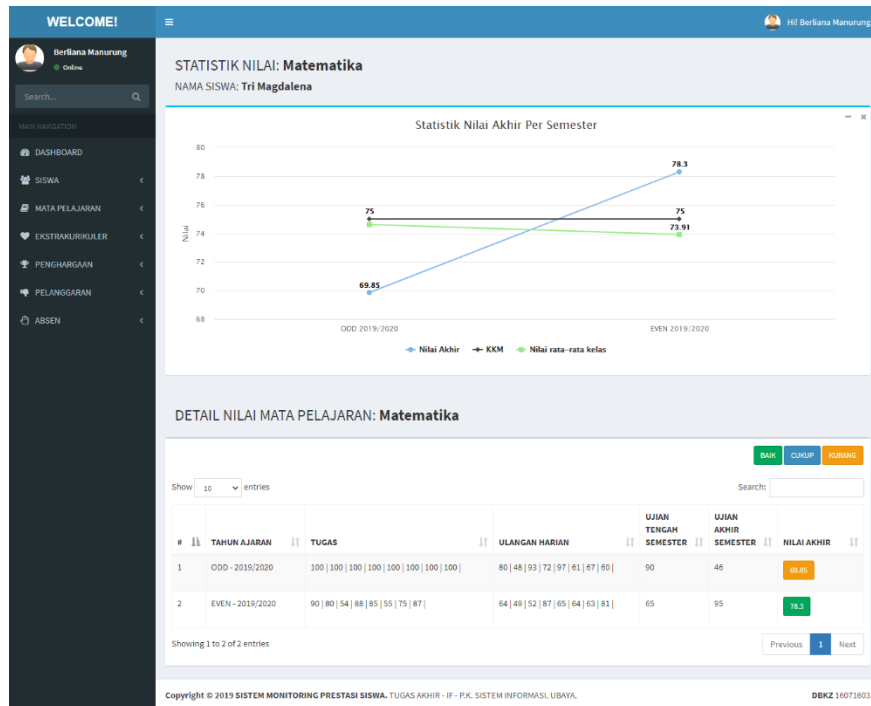 WELCOME!
Hi! Berliana Manurung
Berliana Manurung
Online
Search...
MAIN NAVIGATION
DASHBOARD
SISWA
MATA PELAJARAN
EKSTRAKURIKULER
PENGHARGAAN
PELANGGARAN
ABSEN
STATISTIK NILAI: Matematika
NAMA SISWA: Tri Magdalena
Statistik Nilai Akhir Per Semester
Nilai
80
78
76
74
72
70
68
78.3
75
75
73.91
69.85
ODD 2019/2020
EVEN 2019/2020
Nilai Akhir
KKM
Nilai rata-rata kelas
DETAIL NILAI MATA PELAJARAN: Matematika
BAIK
CUKUP
KURANG
Show 10 entries
Search:
# TAHUN AJARAN TUGAS ULANGAN HARIAN UJIAN TENGAH SEMESTER UJIAN AKHIR SEMESTER NILAI AKHIR
1 ODD - 2019/2020 100 | 100 | 100 | 100 | 100 | 100 | 100 | 100 | 80 | 48 | 93 | 72 | 97 | 61 | 67 | 60 | 90 46 69.85
2 EVEN - 2019/2020 90 | 80 | 54 | 88 | 85 | 55 | 75 | 87 | 64 | 49 | 52 | 87 | 65 | 64 | 63 | 81 | 65 95 78.3
Showing 1 to 2 of 2 entries
Previous 1 Next
Copyright © 2019 SISTEM MONITORING PRESTASI SISWA. TUGAS AKHIR - IF - P.K. SISTEM INFORMASI. UBAYA.
DBKZ 16071603